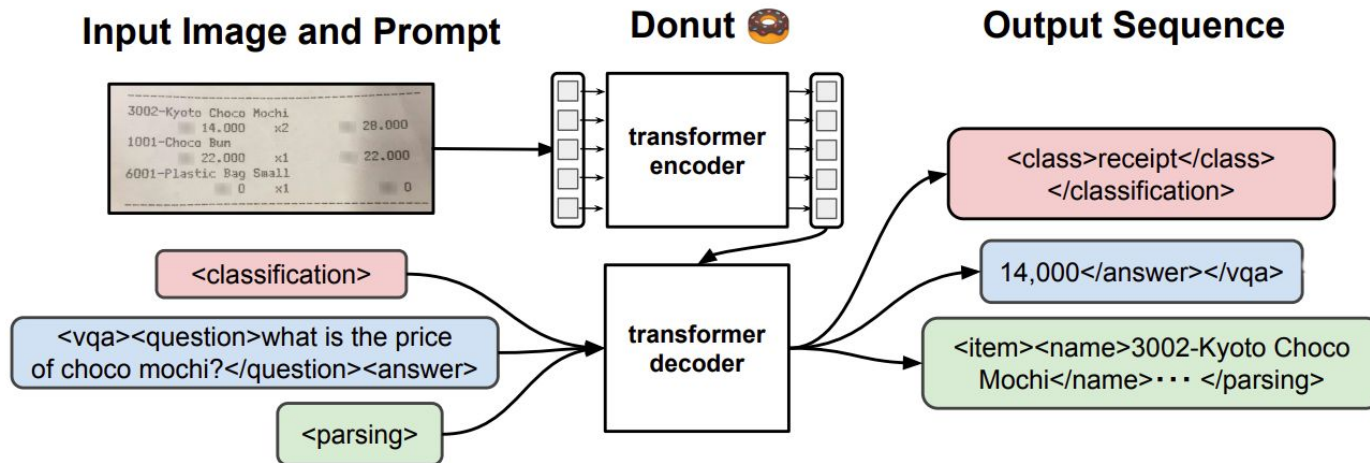 Input Image and Prompt
Donut 🍩
Output Sequence
3002-Kyoto Choco Mochi
14.000 x2 28.000
1001-Choco Bun
22.000 x1 22.000
6001-Plastic Bag Small
0 x1 0
transformer
encoder
<class>receipt</class>
</classification>
<classification>
14,000</answer></vqa>
<vqa><question>what is the price
of choco mochi?</question><answer>
transformer
decoder
<item><name>3002-Kyoto Choco
Mochi</name>··· </parsing>
<parsing>